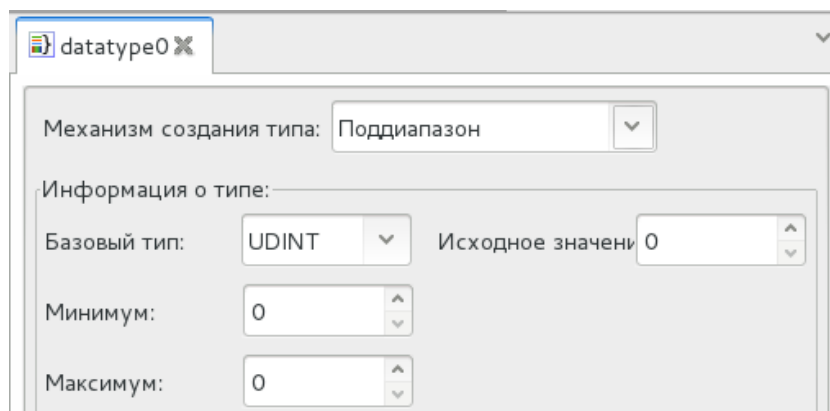 datatype0
Механизм создания типа: Поддиапазон
Информация о типе:
Базовый тип: UDINT Исходное значени 0
Минимум: 0
Максимум: 0